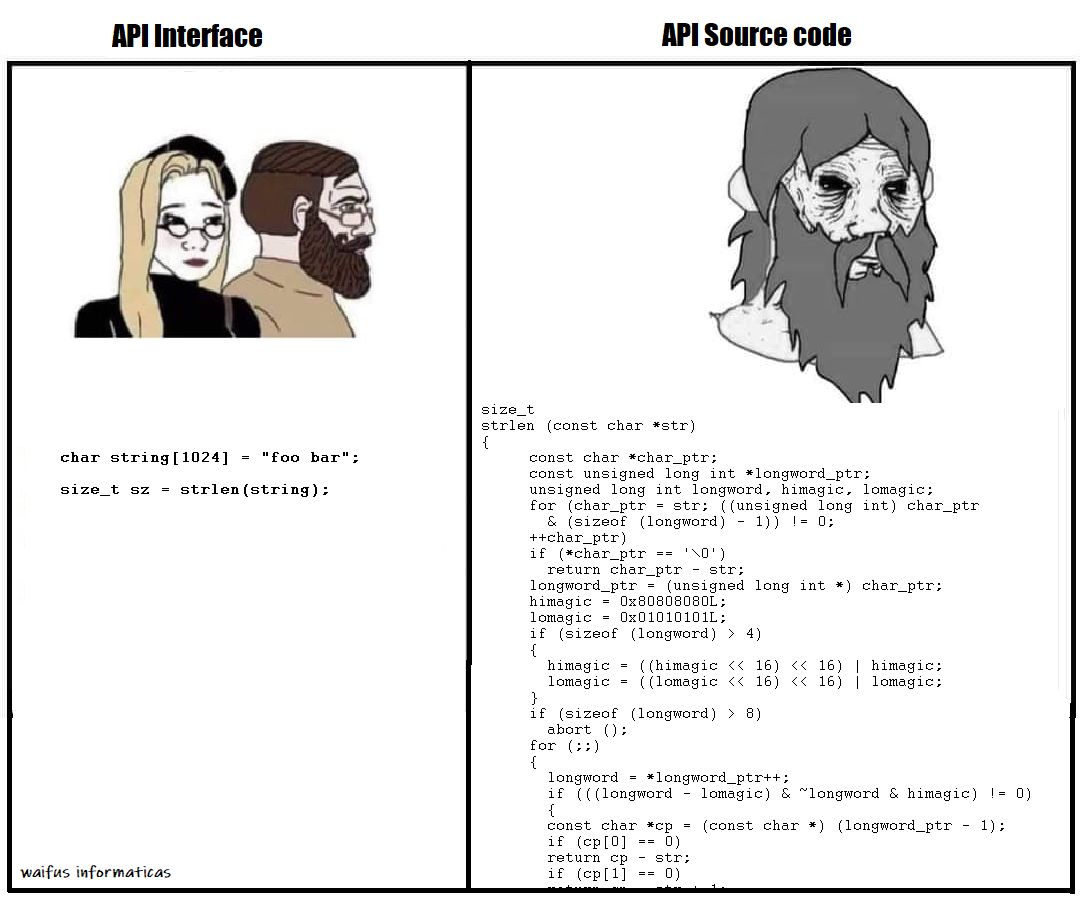 API Interface
API Source code
char string[1024] = "foo bar";
size_t sz = strlen(string);
size_t
strlen (const char *str)
{
const char *char_ptr;
const unsigned long int *longword_ptr;
unsigned long int longword, himagic, lomagic;
for (char_ptr = str; ((unsigned long int) char_ptr
& (sizeof (longword) - 1)) != 0;
++char_ptr)
if (*char_ptr == '\0')
return char_ptr - str;
longword_ptr = (unsigned long int *) char_ptr;
himagic = 0x80808080L;
lomagic = 0x01010101L;
if (sizeof (longword) > 4)
{
himagic = ((himagic << 16) << 16) | himagic;
lomagic = ((lomagic << 16) << 16) | lomagic;
}
if (sizeof (longword) > 8)
abort ();
for (;;)
{
longword = *longword_ptr++;
if (((longword - lomagic) & ~longword & himagic) != 0)
{
const char *cp = (const char *) (longword_ptr - 1);
if (cp[0] == 0)
return cp - str;
if (cp[1] == 0)
waifus informaticas